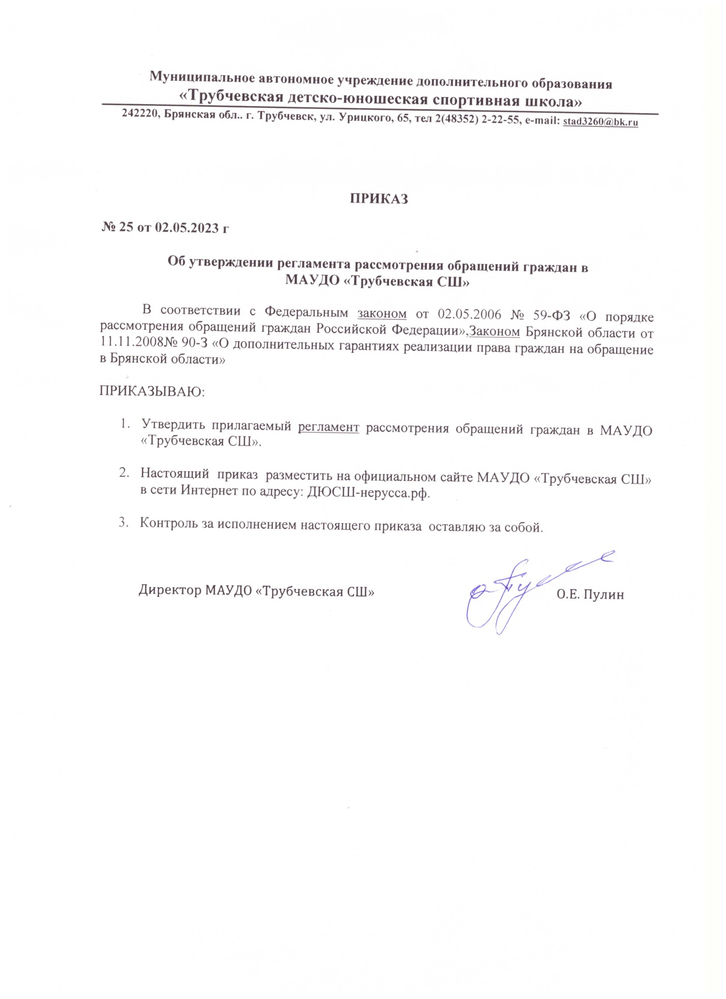 Муниципальное автономное учреждение дополнительного образования
«Трубчевская детско-юношеская спортивная школа»
242220, Брянская обл.. г. Трубчевск, ул. Урицкого, 65, тел 2(48352) 2-22-55, e-mail: stad3260@bk.ru
ПРИКАЗ
№ 25 от 02.05.2023 г
Об утверждении регламента рассмотрения обращений граждан в
МАУДО «Трубчевская СШ»
В соответствии с Федеральным законом от 02.05.2006 № 59-ФЗ «О порядке
рассмотрения обращений граждан Российской Федерации»,Законом Брянской области от
11.11.2008№ 90-З «О дополнительных гарантиях реализации права граждан на обращение
в Брянской области»
ПРИКАЗЫВАЮ:
1. Утвердить прилагаемый регламент рассмотрения обращений граждан в МАУДО
«Трубчевская СШ».
2. Настоящий приказ разместить на официальном сайте МАУДО «Трубчевская СШ»
в сети Интернет по адресу: ДЮСШ-нерусса.рф.
3. Контроль за исполнением настоящего приказа оставляю за собой.
Директор МАУДО «Трубчевская СШ» О.Е. Пулин